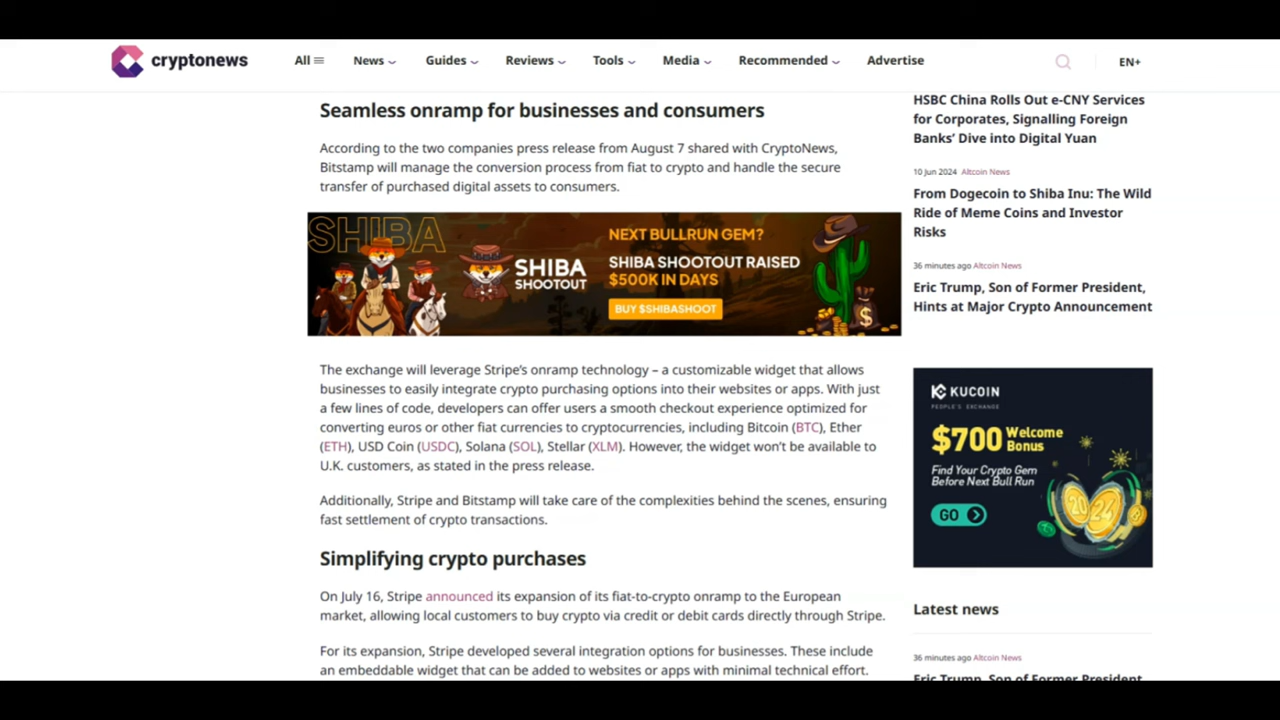 cryptonews
All
News
Guides
Reviews
Tools
Media
Recommended
Advertise
EN+
Seamless onramp for businesses and consumers
According to the two companies press release from August 7 shared with CryptoNews,
Bitstamp will manage the conversion process from fiat to crypto and handle the secure
transfer of purchased digital assets to consumers.
SHIBA
SHIBA
SHOOTOUT
NEXT BULLRUN GEM?
SHIBA SHOOTOUT RAISED
$500K IN DAYS
BUY $SHIBASHOOT
The exchange will leverage Stripe's onramp technology – a customizable widget that allows
businesses to easily integrate crypto purchasing options into their websites or apps. With just
a few lines of code, developers can offer users a smooth checkout experience optimized for
converting euros or other fiat currencies to cryptocurrencies, including Bitcoin (BTC), Ether
(ETH), USD Coin (USDC), Solana (SOL), Stellar (XLM). However, the widget won't be available to
U.K. customers, as stated in the press release.
Additionally, Stripe and Bitstamp will take care of the complexities behind the scenes, ensuring
fast settlement of crypto transactions.
Simplifying crypto purchases
On July 16, Stripe announced its expansion of its fiat-to-crypto onramp to the European
market, allowing local customers to buy crypto via credit or debit cards directly through Stripe.
For its expansion, Stripe developed several integration options for businesses. These include
an embeddable widget that can be added to websites or apps with minimal technical effort.
HSBC China Rolls Out e-CNY Services
for Corporates, Signalling Foreign
Banks' Dive into Digital Yuan
10 Jun 2024 Altcoin News
From Dogecoin to Shiba Inu: The Wild
Ride of Meme Coins and Investor
Risks
36 minutes ago Altcoin News
Eric Trump, Son of Former President,
Hints at Major Crypto Announcement
KUCOIN
PEOPLE'S EXCHANGE
$700 Welcome
Bonus
Find Your Crypto Gem
Before Next Bull Run
GO
20 24
Latest news
36 minutes ago Altcoin News
Eric Trump, Son of Former President,